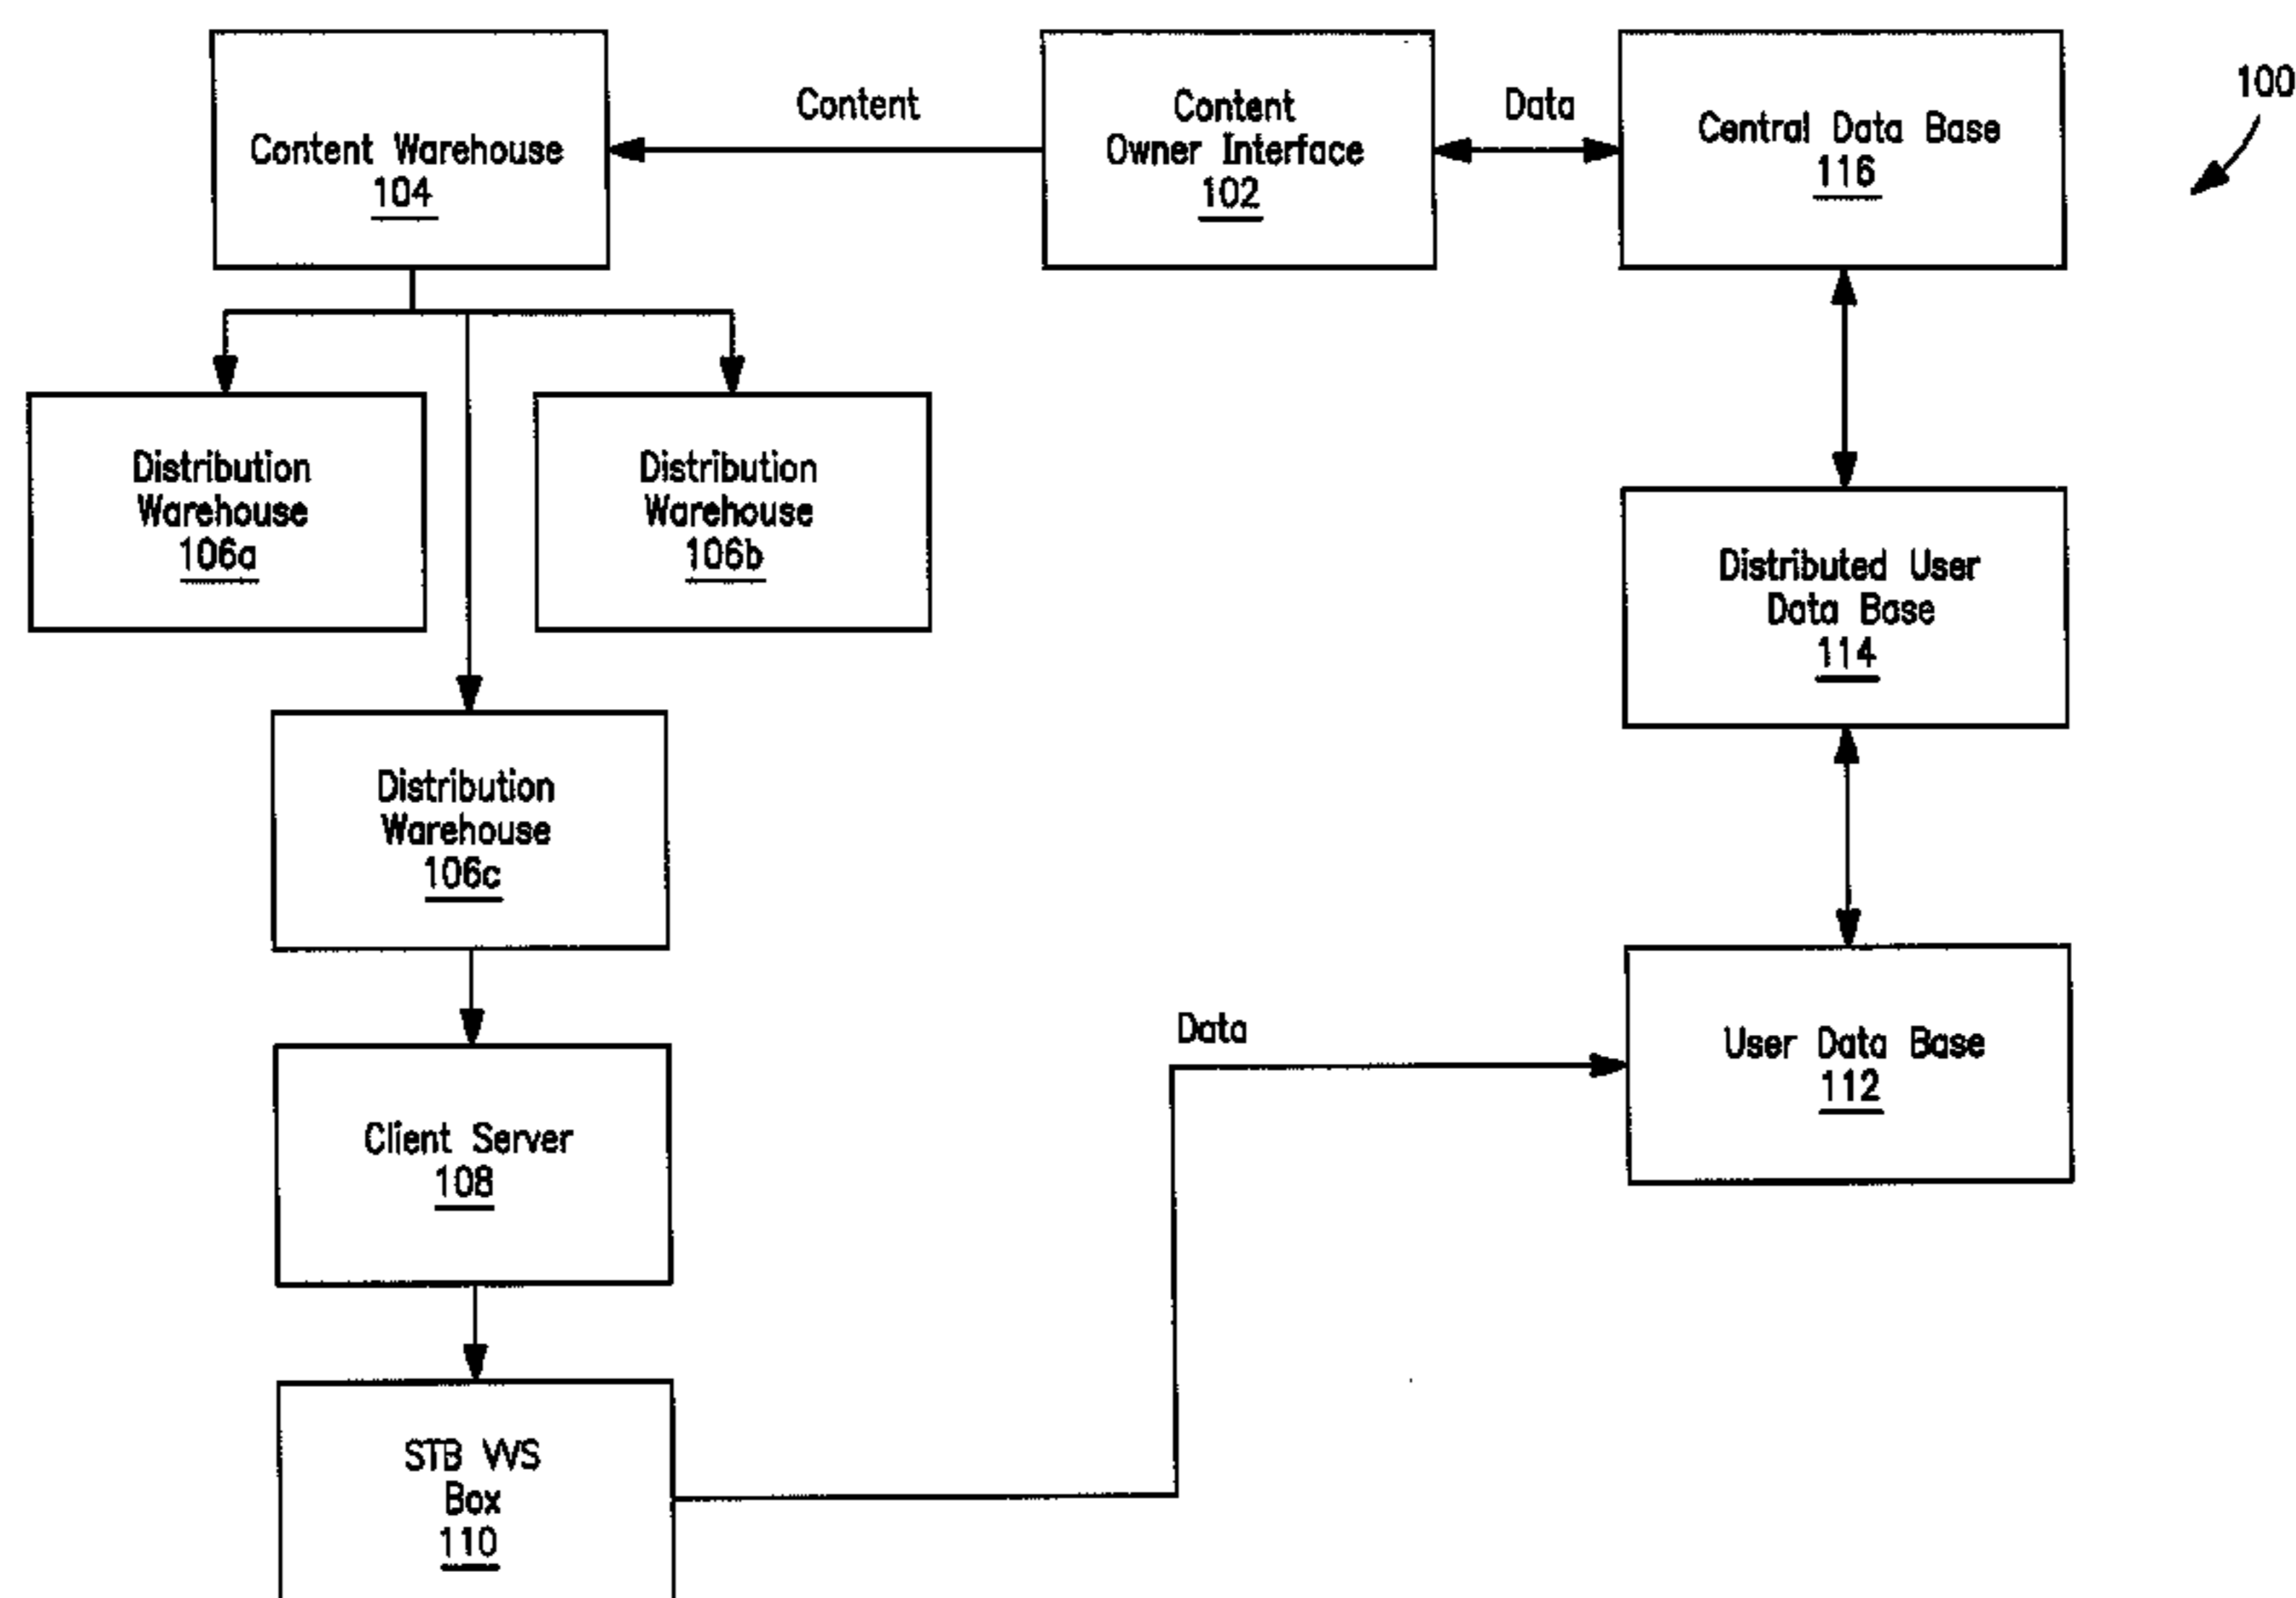 Content Warehouse
104
Content
Content
Owner Interface
102
Data
Central Data Base
116
100
Distribution
Warehouse
106a
Distribution
Warehouse
106b
Distributed User
Data Base
114
Distribution
Warehouse
106c
Data
User Data Base
112
Client Server
108
STB VVS
Box
110